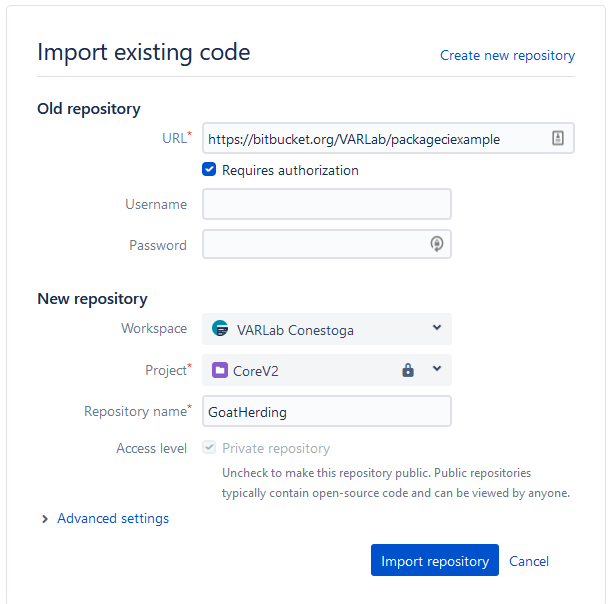 Import existing code
Create new repository
Old repository
URL*
https://bitbucket.org/VARLab/packageciexample
Requires authorization
Username
Password
New repository
Workspace
VARLab Conestoga
Project*
CoreV2
Repository name*
GoatHerding
Access level
Private repository
Uncheck to make this repository public. Public repositories
typically contain open-source code and can be viewed by anyone.
Advanced settings
Import repository
Cancel